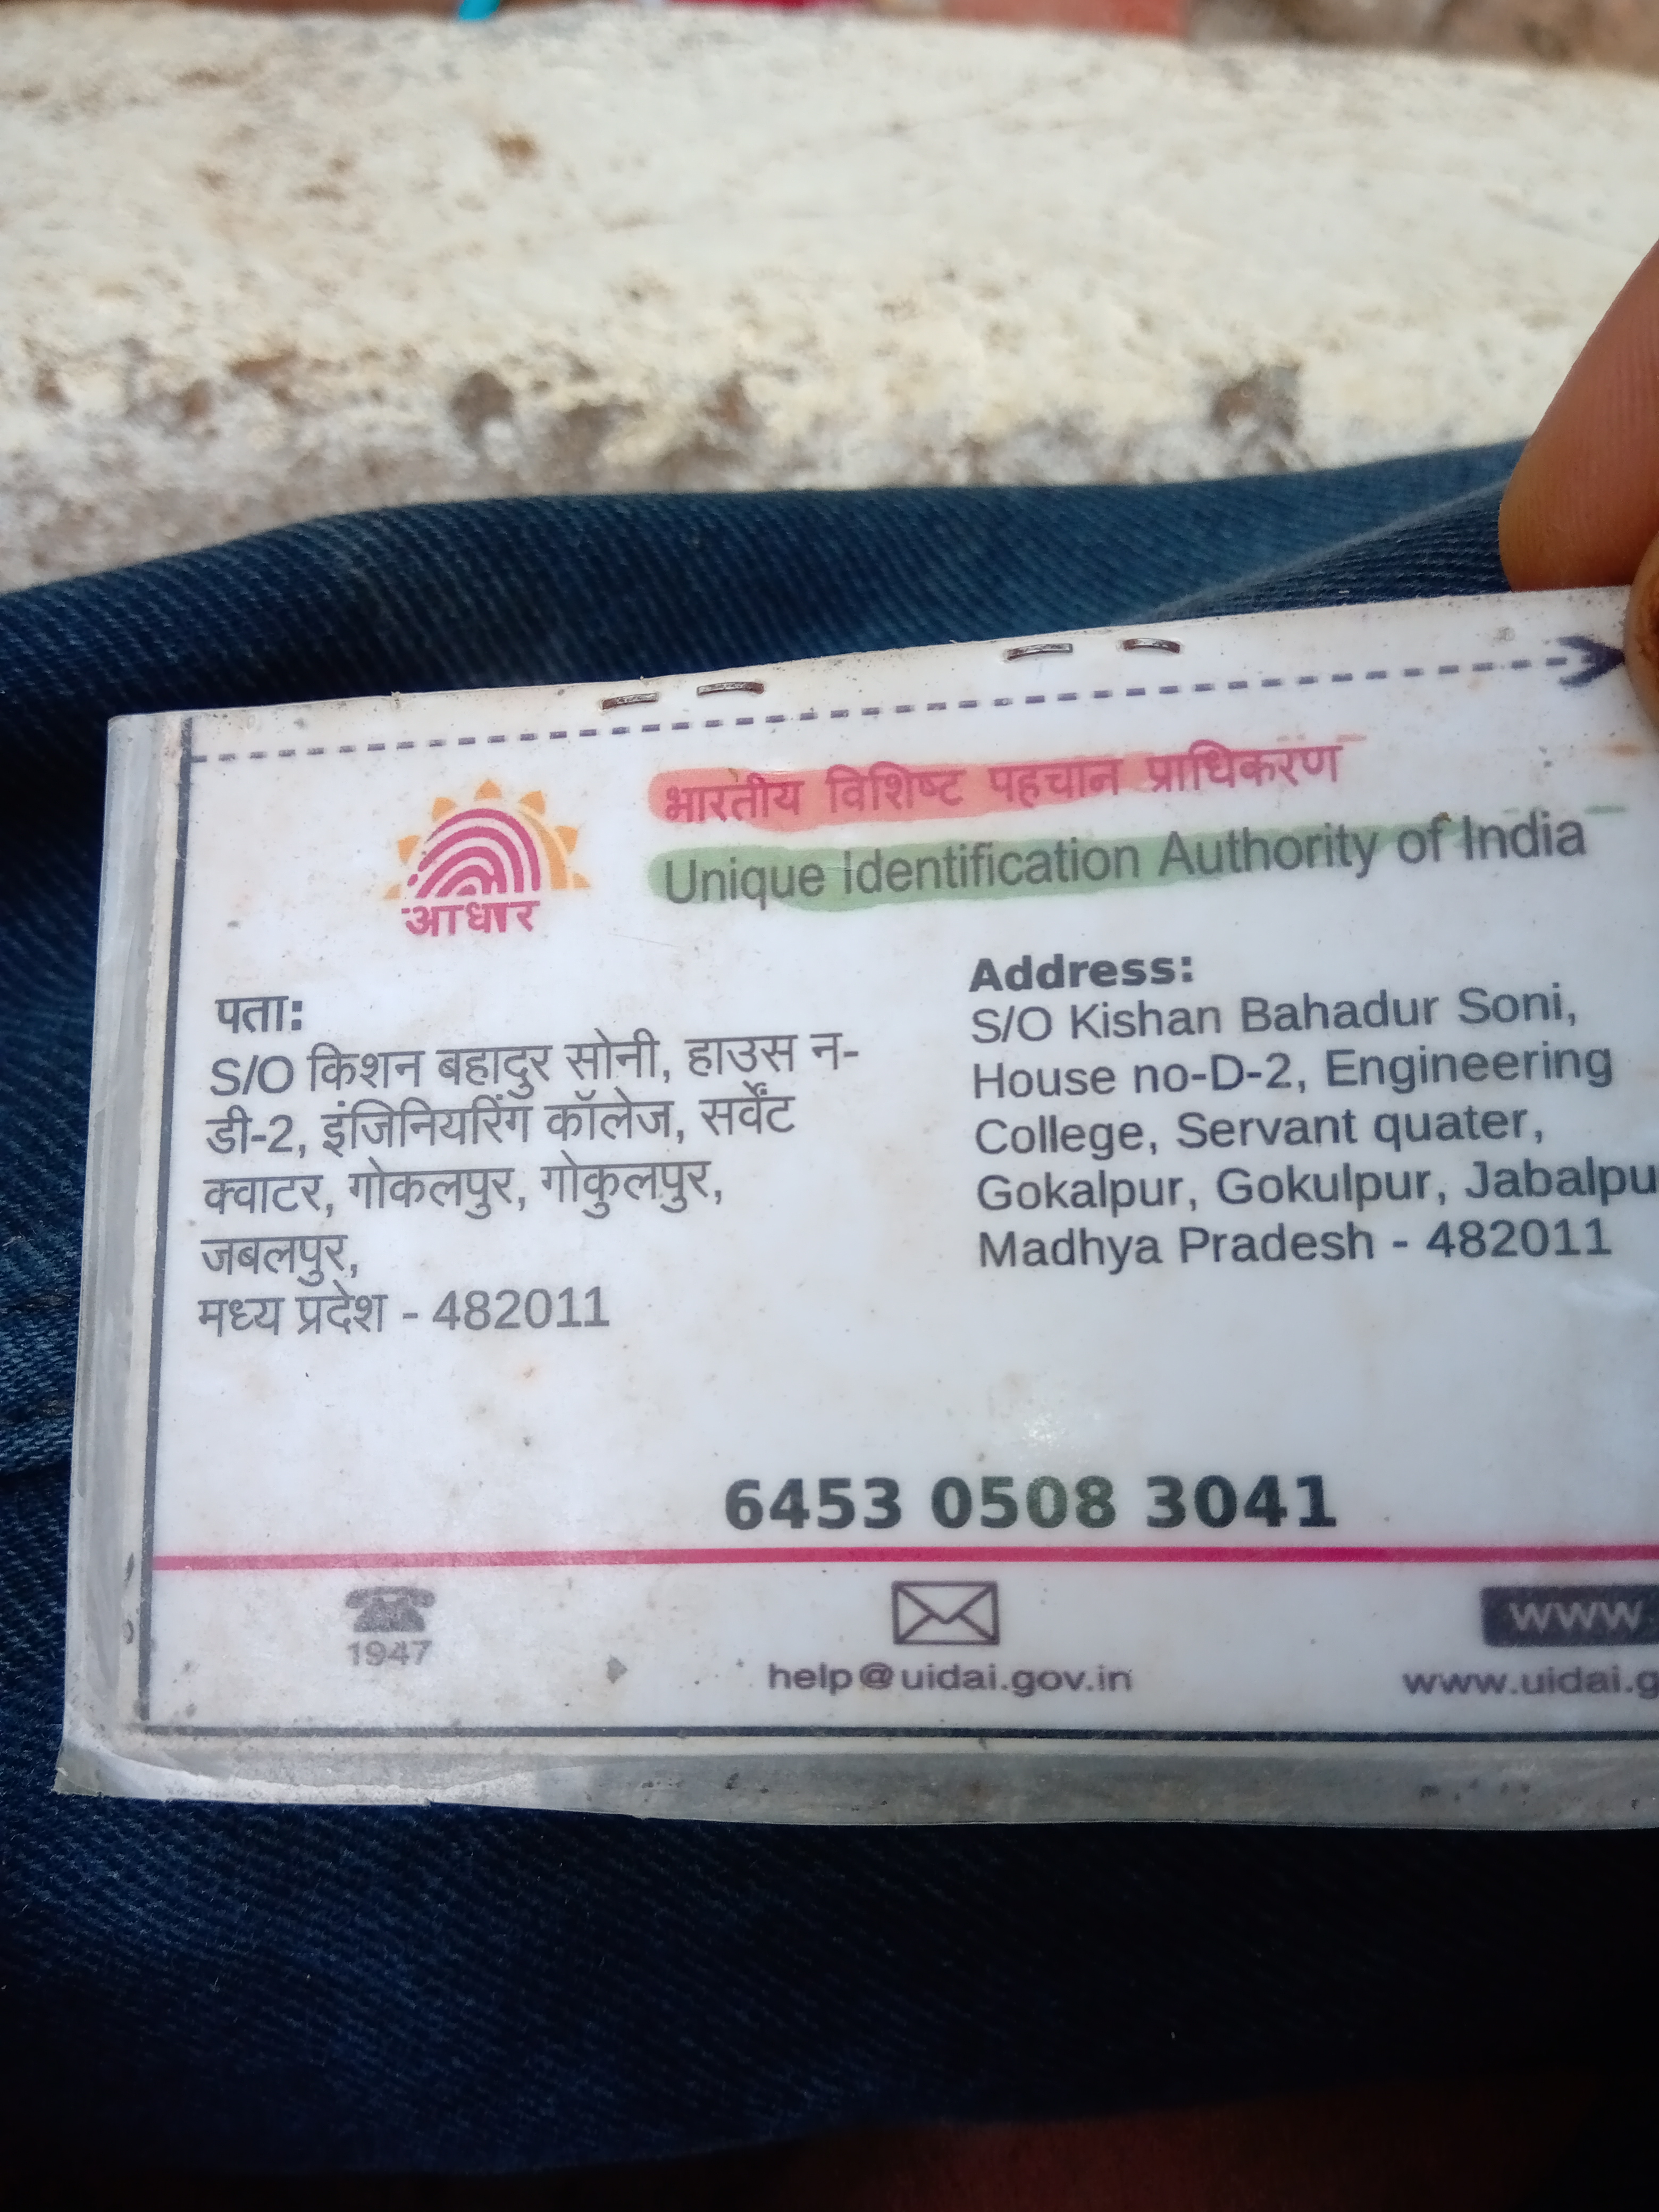 भारतीय विशिष्ट पहचान प्राधिकरण
Unique Identification Authority of India
आधार
पता:
S/O किशन बहादुर सोनी, हाउस न-
डी-2, इंजिनियरिंग कॉलेज, सर्वेंट
क्वाटर, गोकलपुर, गोकुलपुर,
जबलपुर,
मध्य प्रदेश - 482011
Address:
S/O Kishan Bahadur Soni,
House no-D-2, Engineering
College, Servant quater,
Gokalpur, Gokulpur, Jabalpu
Madhya Pradesh - 482011
6453 0508 3041
1947
help@uidai.gov.in
www
www.uidai.g